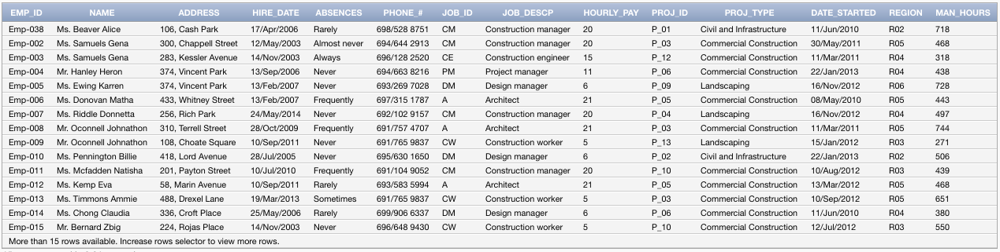 EMP_ID NAME ADDRESS HIRE_DATE ABSENCES PHONE_# JOB_ID JOB_DESCP HOURLY_PAY PROJ_ID PROJ_TYPE DATE_STARTED REGION MAN_HOURS
Emp-038 Ms. Beaver Alice 106, Cash Park 17/Apr/2006 Rarely 698/528 8751 CM Construction manager 20 P_01 Civil and Infrastructure 11/Jun/2010 R02 718
Emp-002 Ms. Samuels Gena 300, Chappell Street 12/May/2003 Almost never 694/644 2913 CM Construction manager 20 P_03 Commercial Construction 30/May/2011 R05 468
Emp-003 Ms. Samuels Gena 283, Kessler Avenue 14/Nov/2003 Always 696/128 2520 CE Construction engineer 15 P_12 Commercial Construction 11/Mar/2011 R04 318
Emp-004 Mr. Hanley Heron 374, Vincent Park 13/Sep/2006 Never 694/663 8216 PM Project manager 11 P_06 Commercial Construction 22/Jan/2013 R04 438
Emp-005 Ms. Ewing Karren 374, Vincent Park 13/Feb/2007 Never 693/269 7028 DM Design manager 6 P_09 Landscaping 16/Nov/2012 R06 728
Emp-006 Ms. Donovan Matha 433, Whitney Street 13/Feb/2007 Frequently 697/315 1787 A Architect 21 P_05 Commercial Construction 08/May/2010 R05 443
Emp-007 Ms. Riddle Donnetta 256, Rich Park 24/May/2014 Never 692/102 9157 CM Construction manager 20 P_04 Landscaping 16/Nov/2012 R04 497
Emp-008 Mr. Oconnell Johnathon 310, Terrell Street 28/Oct/2009 Frequently 691/757 4707 A Architect 21 P_03 Commercial Construction 11/Mar/2011 R05 744
Emp-009 Mr. Oconnell Johnathon 108, Choate Square 10/Sep/2011 Never 691/765 9837 CW Construction worker 5 P_13 Landscaping 15/Jan/2012 R03 271
Emp-010 Ms. Pennington Billie 418, Lord Avenue 28/Jul/2005 Never 695/630 1650 DM Design manager 6 P_02 Civil and Infrastructure 22/Jan/2013 R02 506
Emp-011 Ms. Mcfadden Natisha 201, Payton Street 10/Jul/2010 Frequently 691/104 9052 CM Construction manager 20 P_10 Commercial Construction 10/Aug/2012 R03 439
Emp-012 Ms. Kemp Eva 58, Marin Avenue 10/Sep/2011 Rarely 693/583 5994 A Architect 21 P_05 Commercial Construction 13/Mar/2012 R05 468
Emp-013 Ms. Timmons Ammie 488, Drexel Lane 19/Mar/2013 Sometimes 691/765 9837 CW Construction worker 5 P_03 Commercial Construction 10/Sep/2012 R05 651
Emp-014 Ms. Chong Claudia 336, Croft Place 25/May/2006 Rarely 699/906 6337 DM Design manager 6 P_06 Commercial Construction 11/Jun/2010 R04 380
Emp-015 Mr. Bernard Zbig 224, Rojas Place 14/Nov/2003 Never 696/648 9430 CW Construction worker 5 P_10 Commercial Construction 12/Jul/2012 R03 550
More than 15 rows available. Increase rows selector to view more rows.